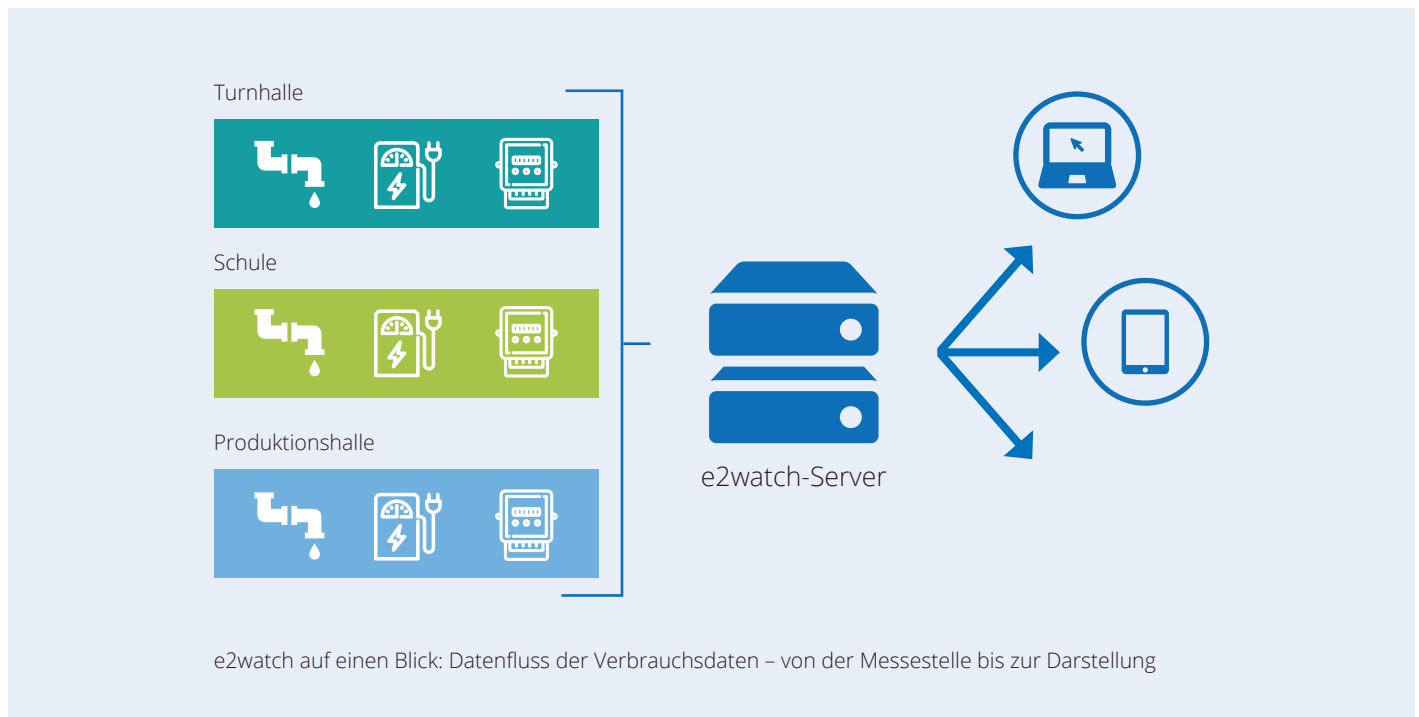 Turnhalle
Schule
Produktionshalle
e2watch-Server
e2watch auf einen Blick: Datenfluss der Verbrauchsdaten – von der Messestelle bis zur Darstellung